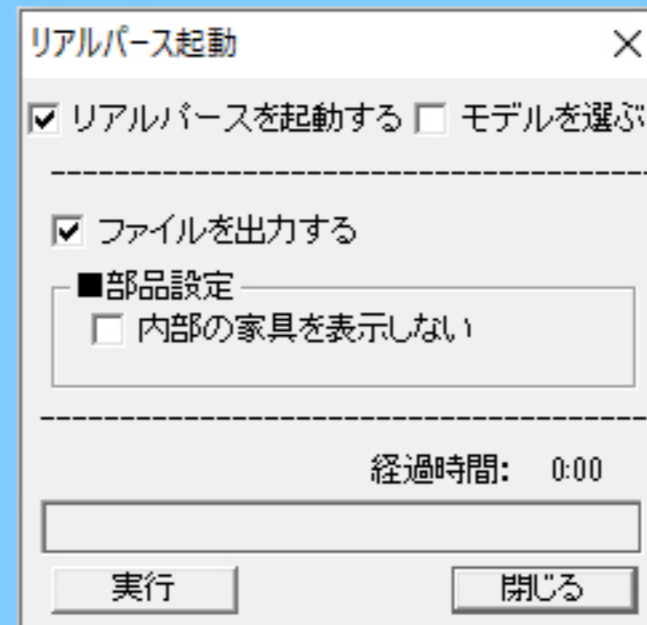 リアルパース起動
リアルパースを起動する モデルを選ぶ
ファイルを出力する
■部品設定
内部の家具を表示しない
経過時間: 0:00
実行 閉じる